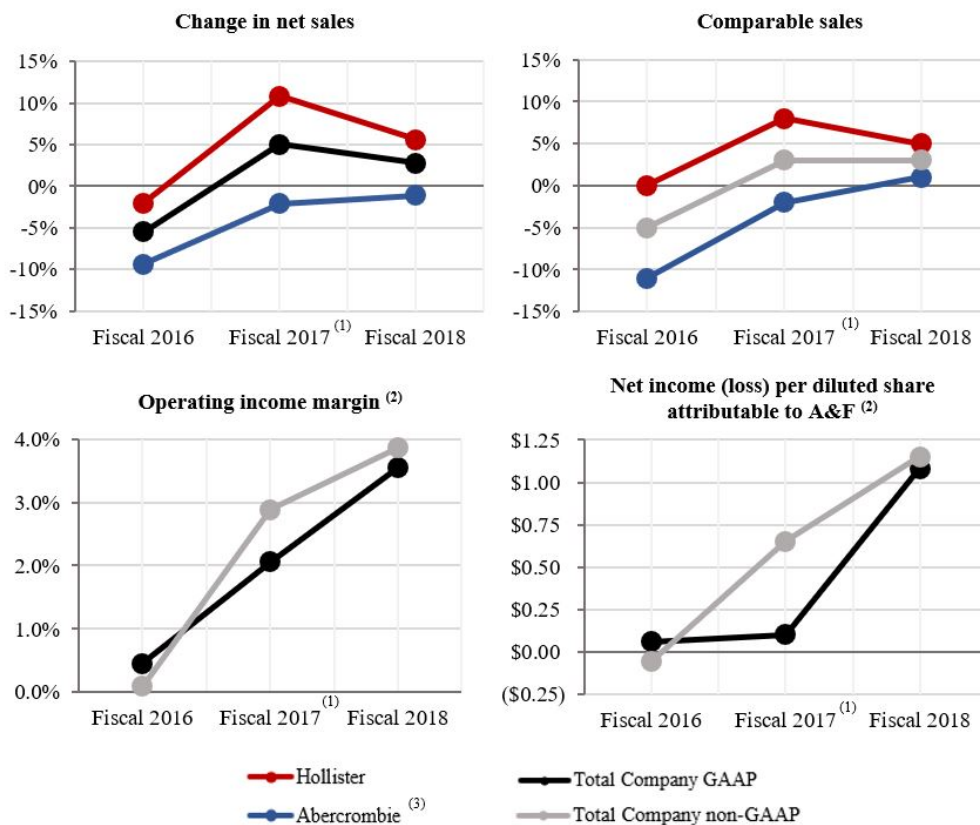 Change in net sales
15%
10%
5%
0%
-5%
-10%
-15%
Fiscal 2016 Fiscal 2017 (1) Fiscal 2018
Comparable sales
15%
10%
5%
0%
-5%
-10%
-15%
Fiscal 2016 Fiscal 2017 (1) Fiscal 2018
Operating income margin (2)
4.0%
3.0%
2.0%
1.0%
0.0%
Fiscal 2016 Fiscal 2017 (1) Fiscal 2018
Net income (loss) per diluted share
attributable to A&F (2)
$1.25
$1.00
$0.75
$0.50
$0.25
$0.00
($0.25)
Fiscal 2016 Fiscal 2017 (1) Fiscal 2018
Hollister
Abercrombie (3)
Total Company GAAP
Total Company non-GAAP